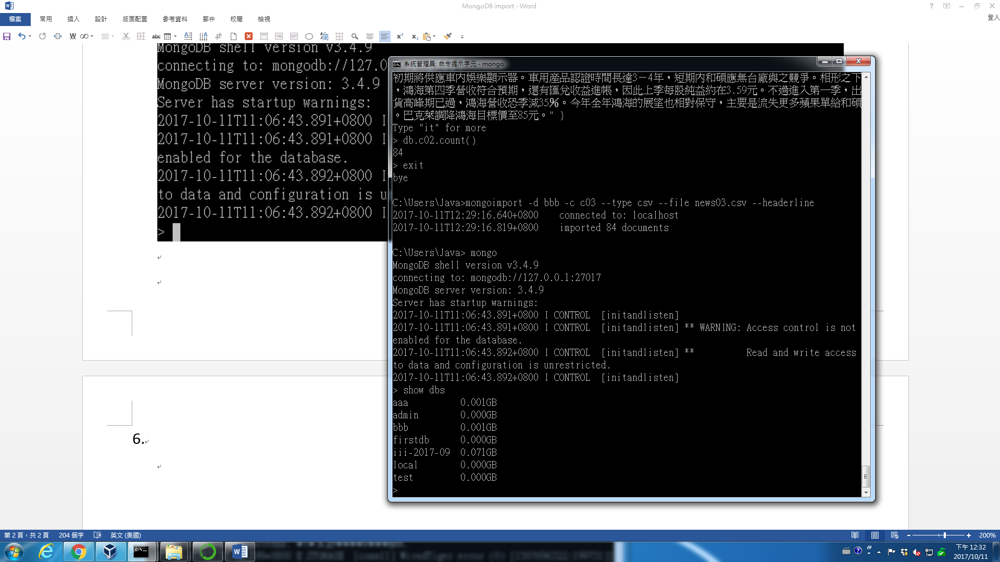 MongoDB import - Word
檔案 常用 插入 設計 版面配置 參考資料 郵件 校閱 檢視
登入
MongoDB shell version v3.4.9
connecting to: mongodb://127.0
MongoDB server version: 3.4.9
Server has startup warnings:
2017-10-11T11:06:43.891+0800 I
2017-10-11T11:06:43.891+0800 I
enabled for the database.
2017-10-11T11:06:43.892+0800 I
to data and configuration is u
2017-10-11T11:06:43.892+0800 I
>
6.
系統管理員: 命令提示字元 - mongo
初期將供應車內娛樂顯示器。車用產品認證時間長達3－4年，短期內和碩應無台廠與之競爭。相形之下
，鴻海第四季營收符合預期，還有匯兌收益進帳，因此上季每股純益約在3.59元。不過進入第一季，出
貨高峰期已過，鴻海營收恐季減35％。今年全年鴻海的展望也相對保守，主要是流失更多蘋果單給和碩
。巴克萊調降鴻海目標價至85元。" }
Type "it" for more
> db.c02.count()
84
> exit
bye
C:\Users\Java>mongoimport -d bbb -c c03 --type csv --file news03.csv --headerline
2017-10-11T12:29:16.640+0800 connected to: localhost
2017-10-11T12:29:16.819+0800 imported 84 documents
C:\Users\Java> mongo
MongoDB shell version v3.4.9
connecting to: mongodb://127.0.0.1:27017
MongoDB server version: 3.4.9
Server has startup warnings:
2017-10-11T11:06:43.891+0800 I CONTROL [initandlisten]
2017-10-11T11:06:43.891+0800 I CONTROL [initandlisten] ** WARNING: Access control is not
enabled for the database.
2017-10-11T11:06:43.892+0800 I CONTROL [initandlisten] ** Read and write access
to data and configuration is unrestricted.
2017-10-11T11:06:43.892+0800 I CONTROL [initandlisten]
> show dbs
aaa 0.001GB
admin 0.000GB
bbb 0.001GB
firstdb 0.000GB
iii-2017-09 0.071GB
local 0.000GB
test 0.000GB
>
第 2 頁，共 2 頁 204 個字 英文 (美國) 200%
下午 12:32
2017/10/11